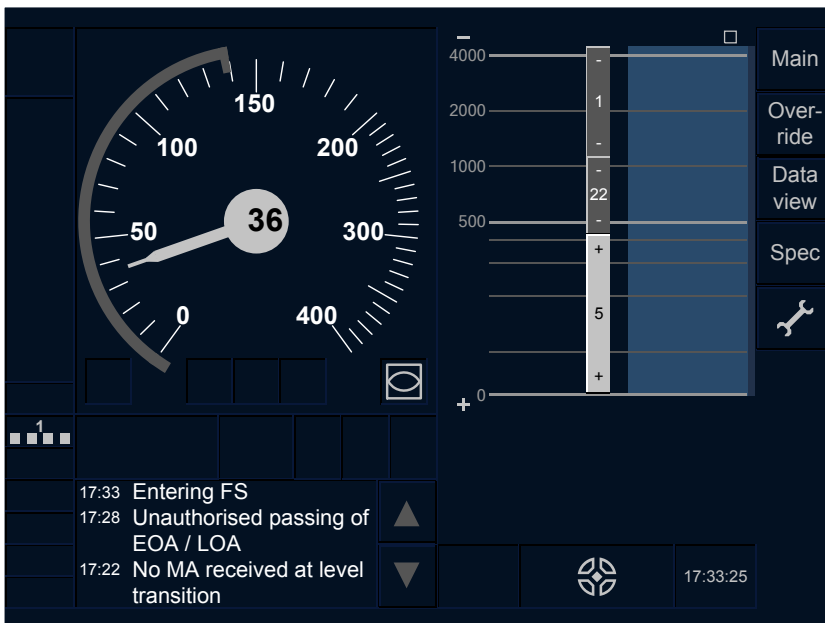 50
100
150
200
300
400
0
36
4000
2000
1000
500
0
-
1
-
-
22
-
+
5
+
Main
Over-
ride
Data
view
Spec
1
17:33 Entering FS
17:28 Unauthorised passing of
EOA / LOA
17:22 No MA received at level
transition
17:33:25